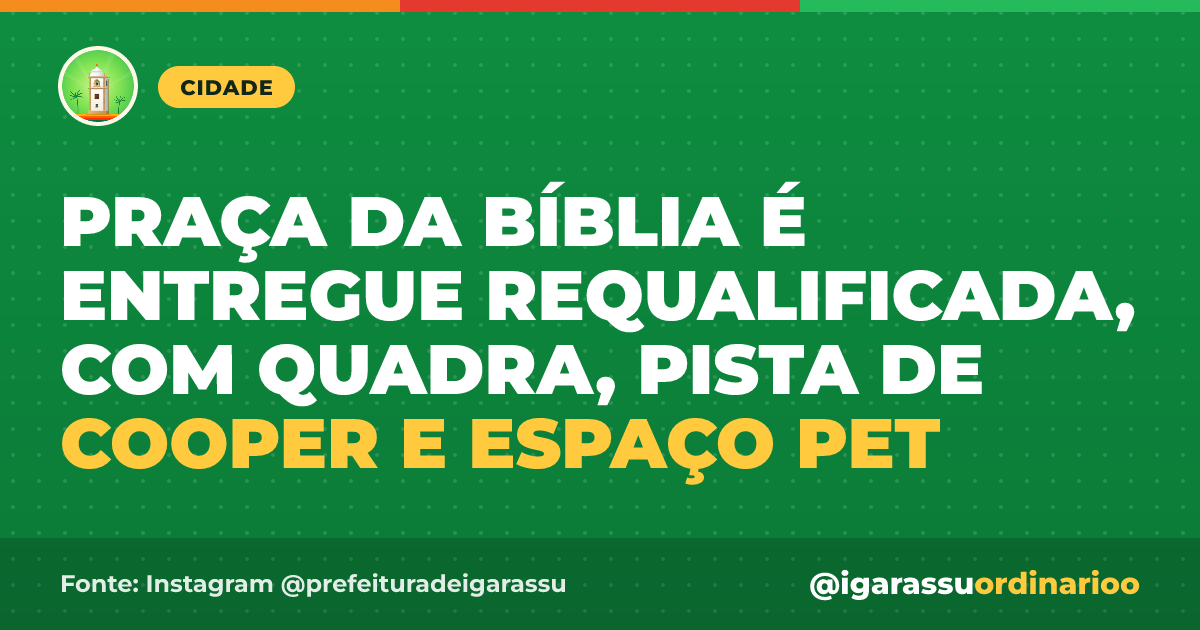 CIDADE
PRAÇA DA BÍBLIA É
ENTREGUE REQUALIFICADA,
COM QUADRA, PISTA DE
COOPER E ESPAÇO PET
Fonte: Instagram @prefeituradeigarassu
@igarassuordinarioo